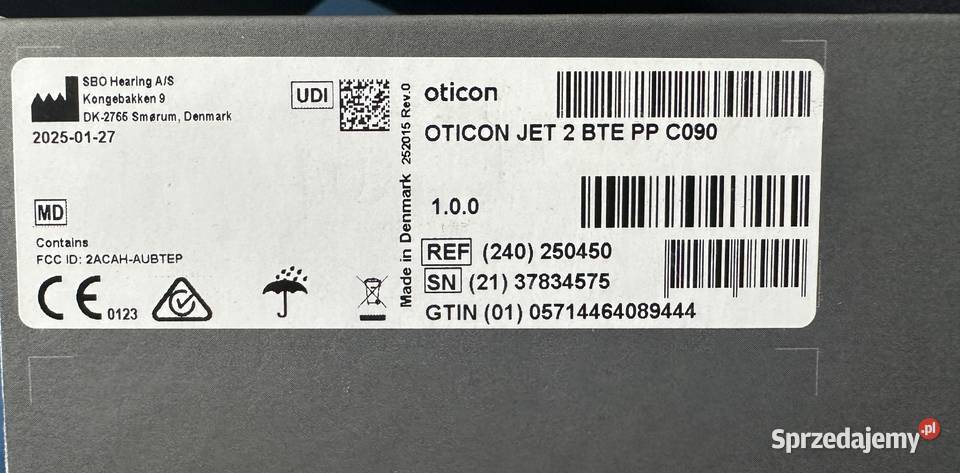 SBO Hearing A/S
Kongebakken 9
DK-2765 Smørum, Denmark
2025-01-27
UDI
MD
Contains
FCC ID: 2ACAH-AUBTEP
CE 0123
Made in Denmark 252015 Rev.0
oticon
OTICON JET 2 BTE PP C090
1.0.0
REF (240) 250450
SN (21) 37834575
GTIN (01) 05714464089444
Sprzedajemy.pl